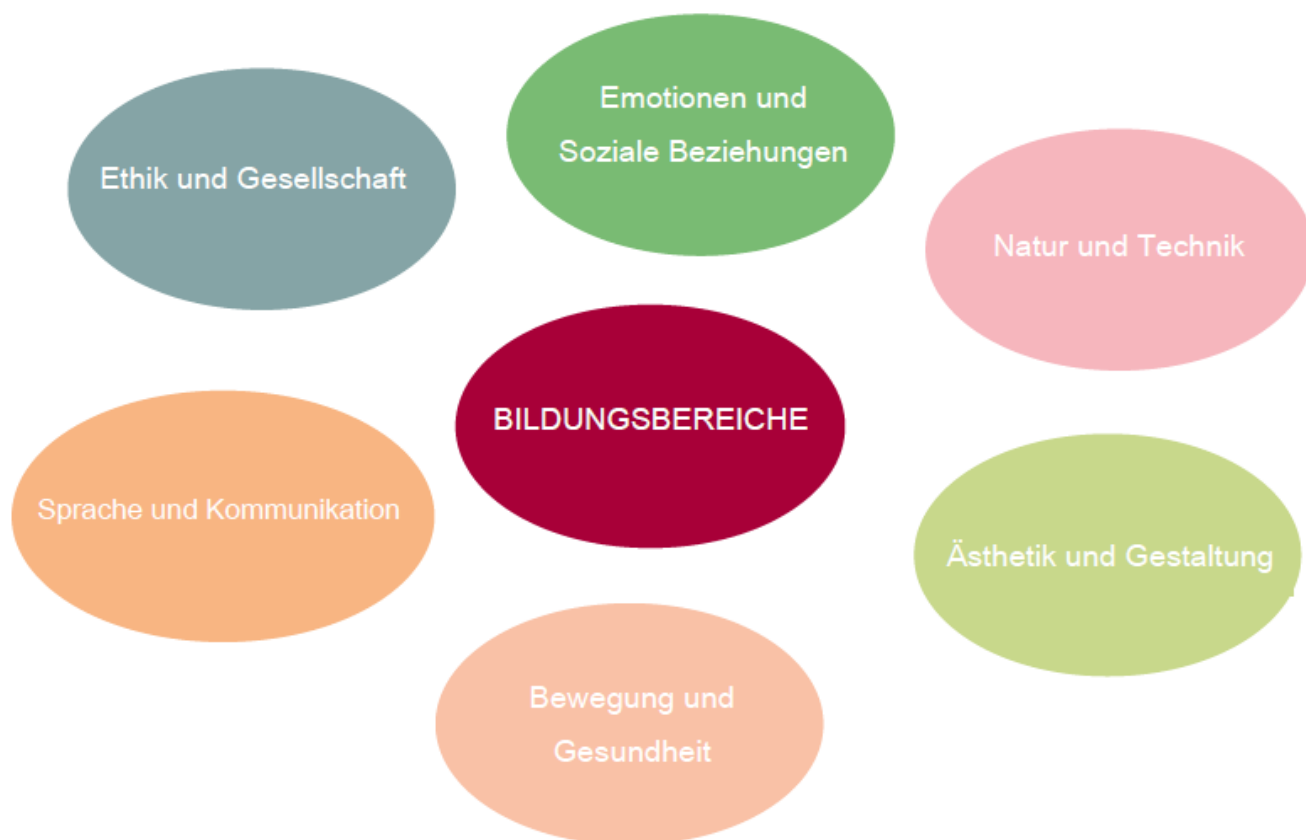 Emotionen und
Soziale Beziehungen
Ethik und Gesellschaft
Natur und Technik
BILDUNGSBEREICHE
Sprache und Kommunikation
Ästhetik und Gestaltung
Bewegung und
Gesundheit